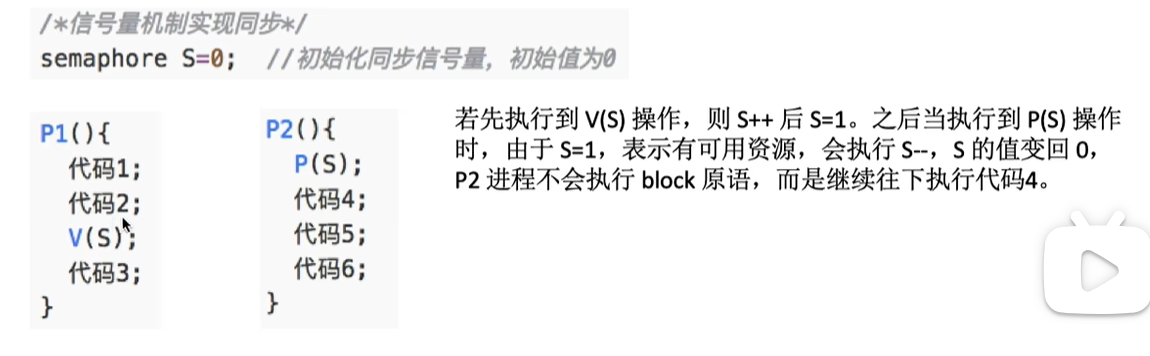 /*信号量机制实现同步*/
semaphore S=0;  //初始化同步信号量，初始值为0
P1(){
代码1;
代码2;
V(S);
代码3;
}
P2(){
P(S);
代码4;
代码5;
代码6;
}
若先执行到 V(S) 操作，则 S++ 后 S=1。之后当执行到 P(S) 操作
时，由于 S=1，表示有可用资源，会执行 S--，S 的值变回 0，
P2 进程不会执行 block 原语，而是继续往下执行代码4。